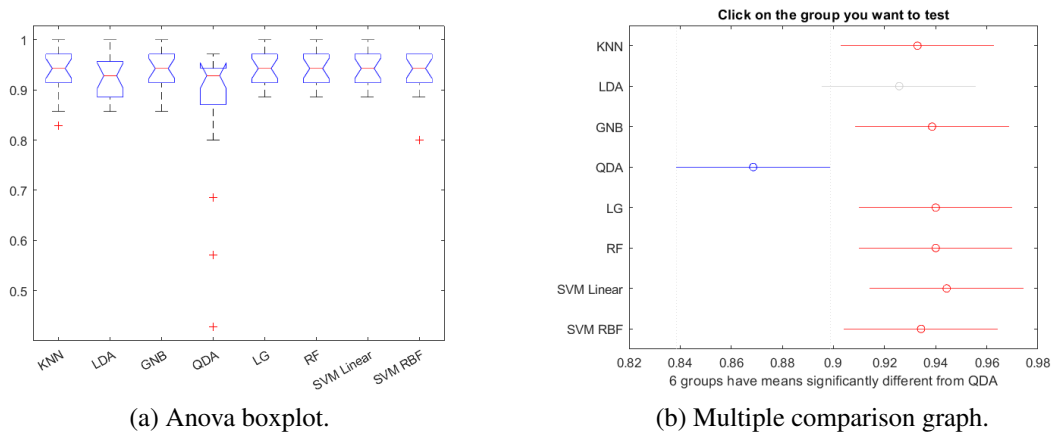 1
0.9
0.8
0.7
0.6
0.5
KNN
LDA
GNB
QDA
LG
RF
SVM Linear
SVM RBF
(a) Anova boxplot.
Click on the group you want to test
KNN
LDA
GNB
QDA
LG
RF
SVM Linear
SVM RBF
0.82 0.84 0.86 0.88 0.9 0.92 0.94 0.96 0.98
6 groups have means significantly different from QDA
(b) Multiple comparison graph.